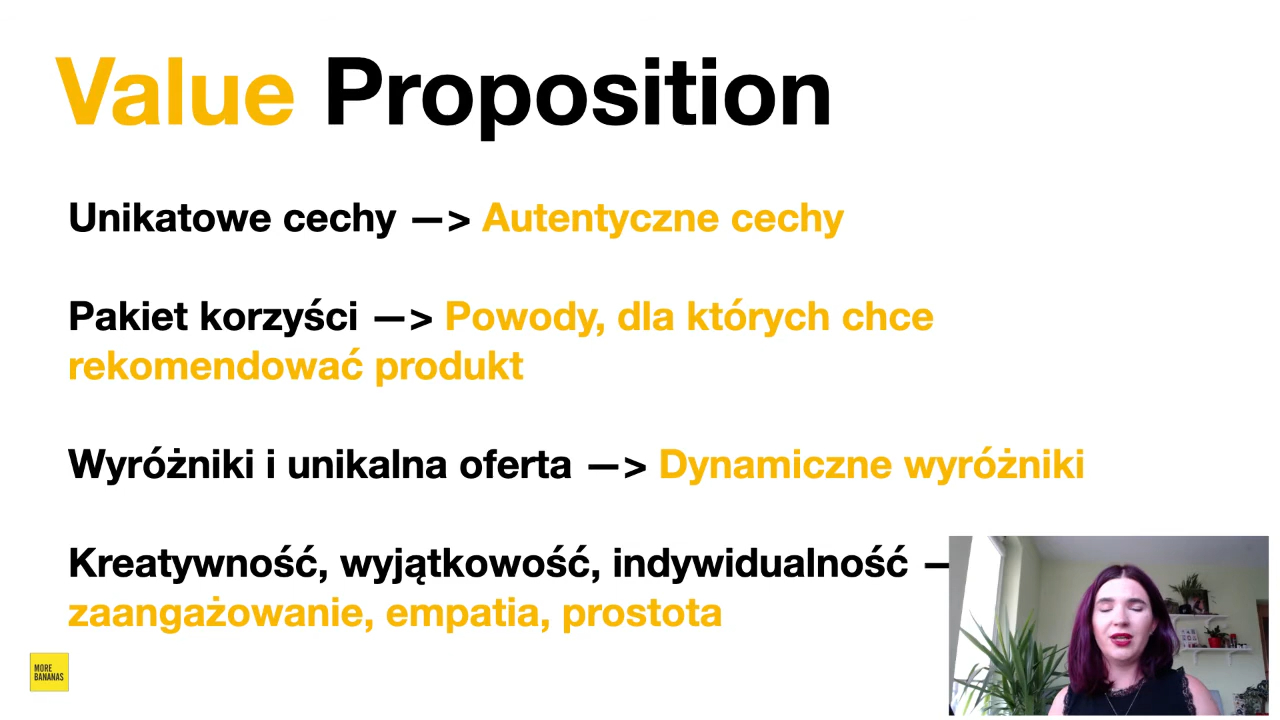 Value Proposition
Unikatowe cechy —> Autentyczne cechy
Pakiet korzyści —> Powody, dla których chce
rekomendować produkt
Wyróżniki i unikalna oferta —> Dynamiczne wyróżniki
Kreatywność, wyjątkowość, indywidualność —
zaangażowanie, empatia, prostota
MORE
BANANAS